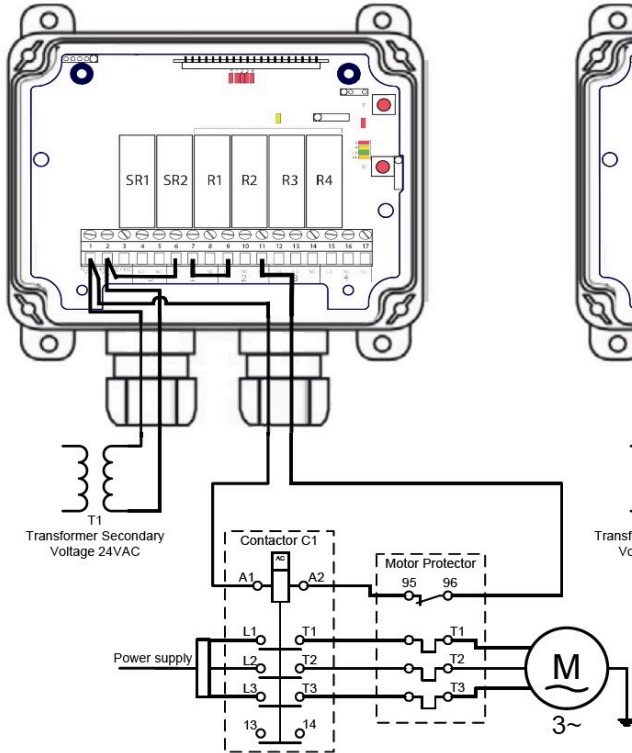 SR1 SR2 R1 R2 R3 R4
1 2 3 4 5 6 7 8 9 10 11 12 13 14 15 16 17
2
4
T1
Transformer Secondary
Voltage 24VAC
Transf
Vo
Contactor C1
AC
A1 A2
Motor Protector
95 96
L1 T1 T1
Power supply
L2 T2 T2
L3 T3 T3
M
3~
13 14